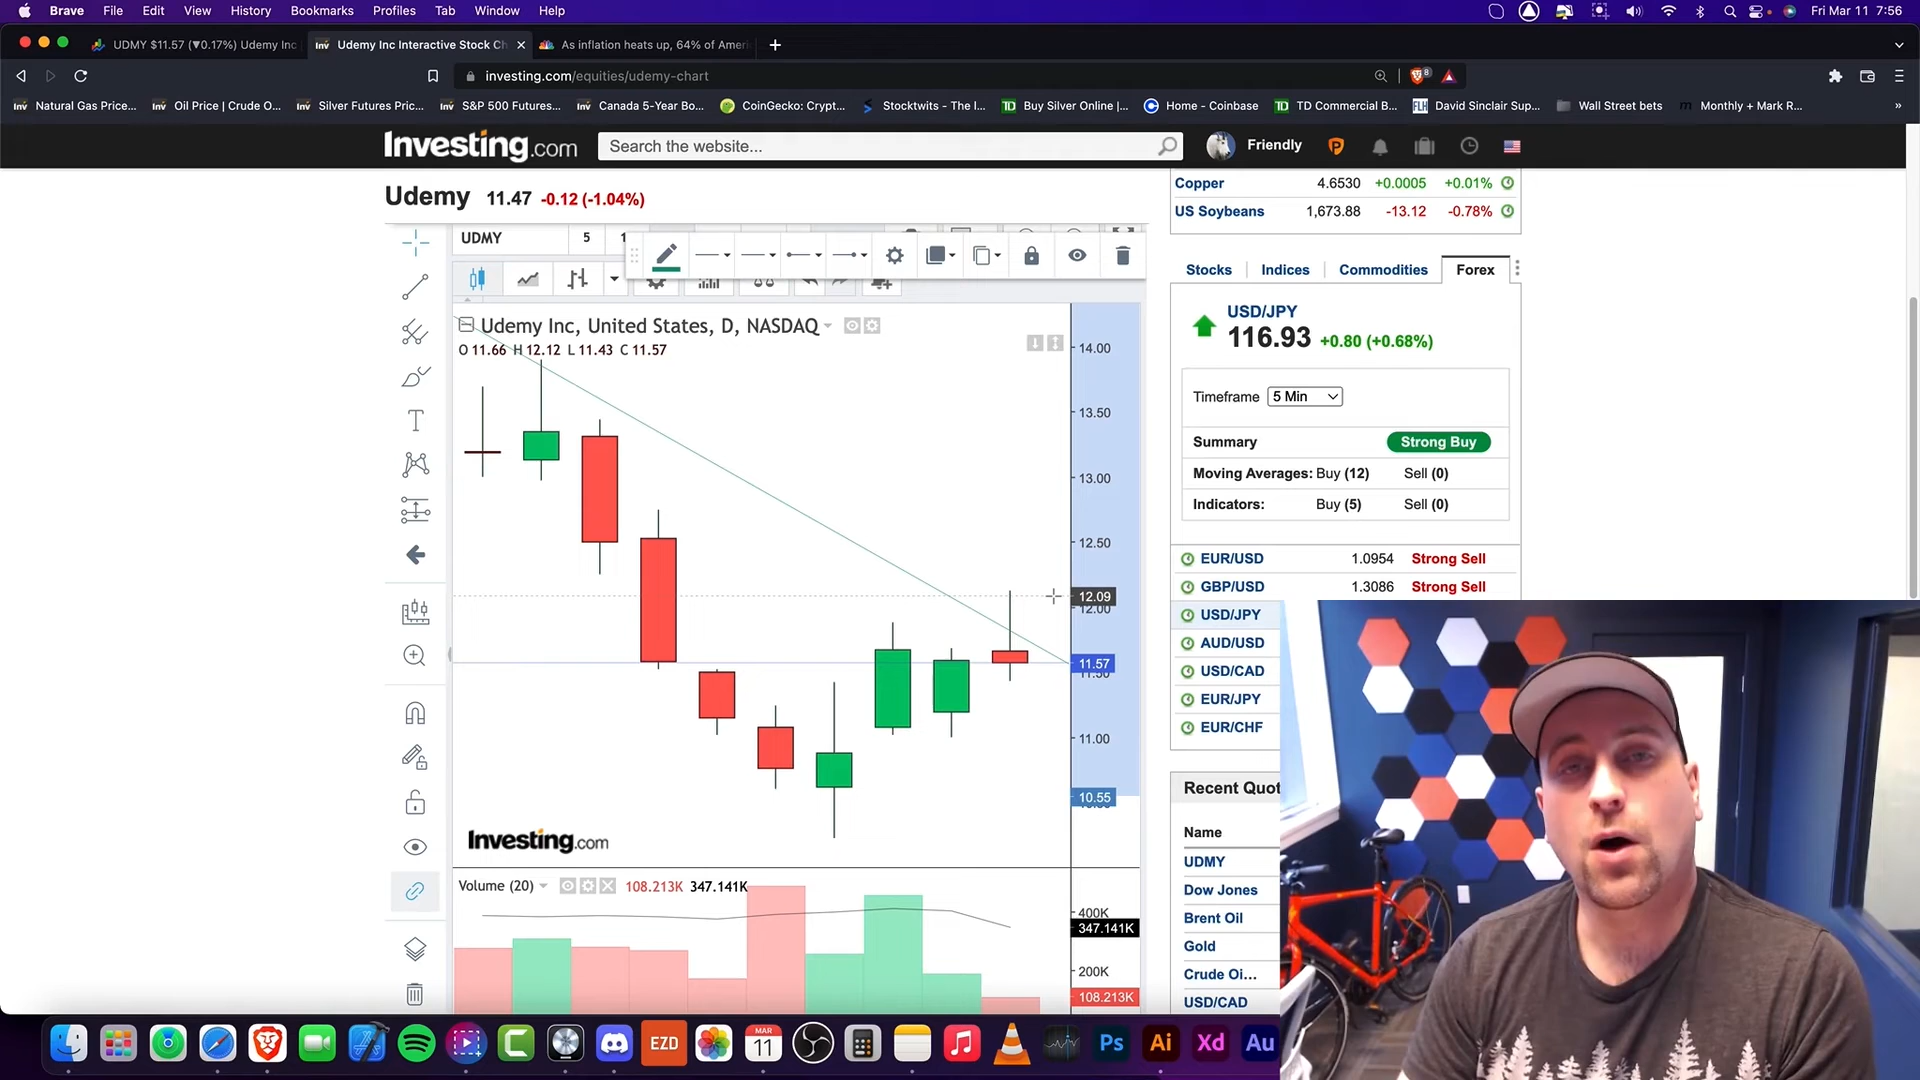 Brave File Edit View History Bookmarks Profiles Tab Window Help Fri Mar 11 7:56
UDMY $11.57 (▼0.17%) Udemy Inc Udemy Inc Interactive Stock Ch As inflation heats up, 64% of Ameri
investing.com/equities/udemy-chart
Natural Gas Price... Oil Price | Crude O... Silver Futures Pric... S&P 500 Futures... Canada 5-Year Bo... CoinGecko: Crypt... Stocktwits - The I... Buy Silver Online |... Home - Coinbase TD Commercial B... David Sinclair Sup... Wall Street bets Monthly + Mark R...
Investing.com Search the website... Friendly
Udemy 11.47 -0.12 (-1.04%)
Copper 4.6530 +0.0005 +0.01%
US Soybeans 1,673.88 -13.12 -0.78%
UDMY 5
Stocks Indices Commodities Forex
Udemy Inc, United States, D, NASDAQ
O 11.66 H 12.12 L 11.43 C 11.57
14.00
13.50
13.00
12.50
12.09
12.00
11.57
11.50
11.00
10.55
USD/JPY
116.93 +0.80 (+0.68%)
Timeframe 5 Min
Summary Strong Buy
Moving Averages: Buy (12) Sell (0)
Indicators: Buy (5) Sell (0)
EUR/USD 1.0954 Strong Sell
GBP/USD 1.3086 Strong Sell
USD/JPY
AUD/USD
USD/CAD
EUR/JPY
EUR/CHF
Recent Quot
Name
UDMY
Dow Jones
Brent Oil
Gold
Crude Oi...
USD/CAD
Investing.com
Volume (20) 108.213K 347.141K
400K
347.141K
200K
108.213K
EZD MAR 11 Ps Ai Xd Au